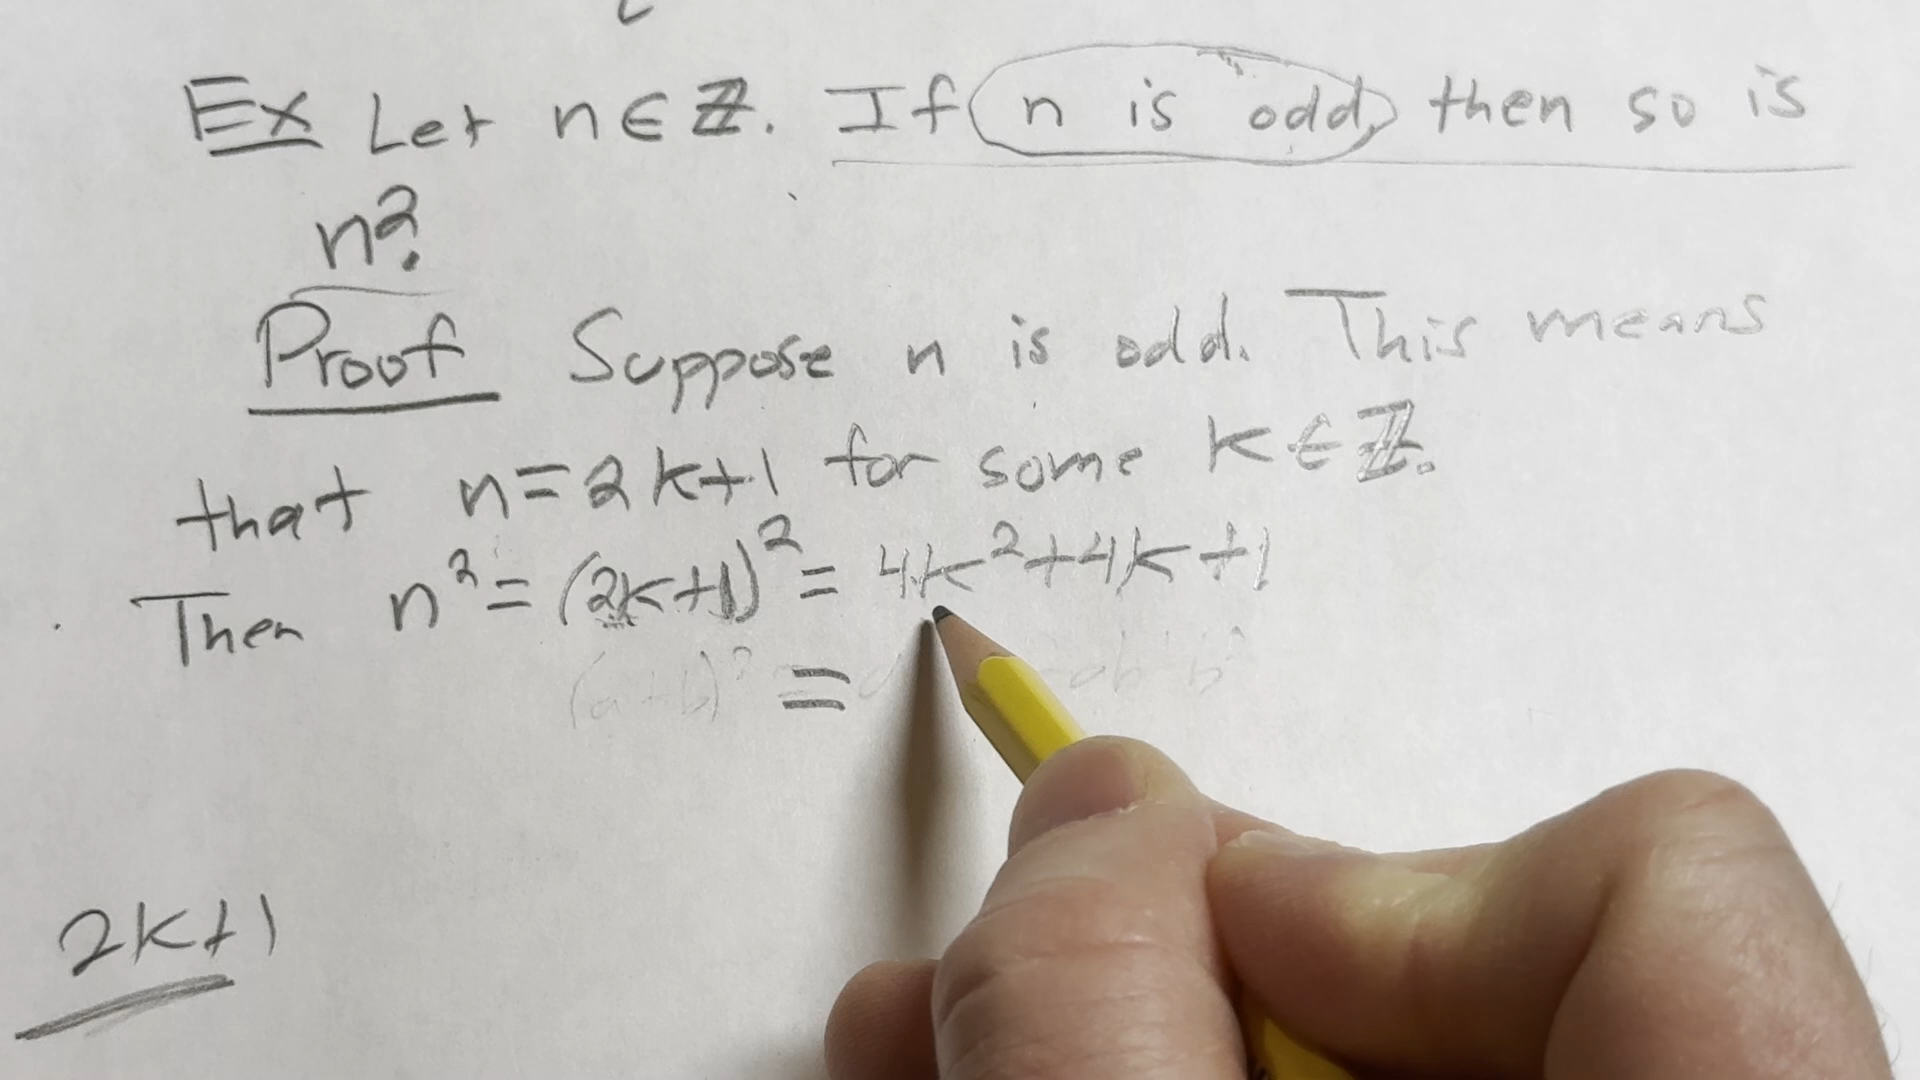 Ex Let n∈ℤ. If n is odd, then so is
n².
Proof Suppose n is odd. This means
that n=2k+1 for some k∈ℤ.
Then n²=(2k+1)²= 4k²+4k+1
(a+b)² =
2k+1